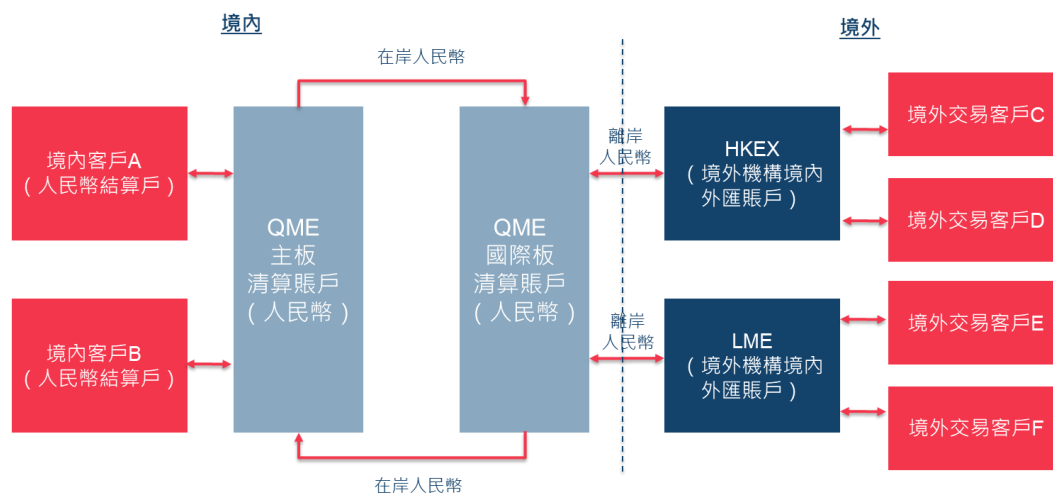 境內
境外
在岸人民幣
境內客戶A
（人民幣結算戶）
境內客戶B
（人民幣結算戶）
QME
主板
清算賬戶
（人民幣）
QME
國際板
清算賬戶
（人民幣）
離岸
人民幣
離岸
人民幣
HKEX
（境外機構境內
外匯賬戶）
LME
（境外機構境內
外匯賬戶）
境外交易客戶C
境外交易客戶D
境外交易客戶E
境外交易客戶F
在岸人民幣